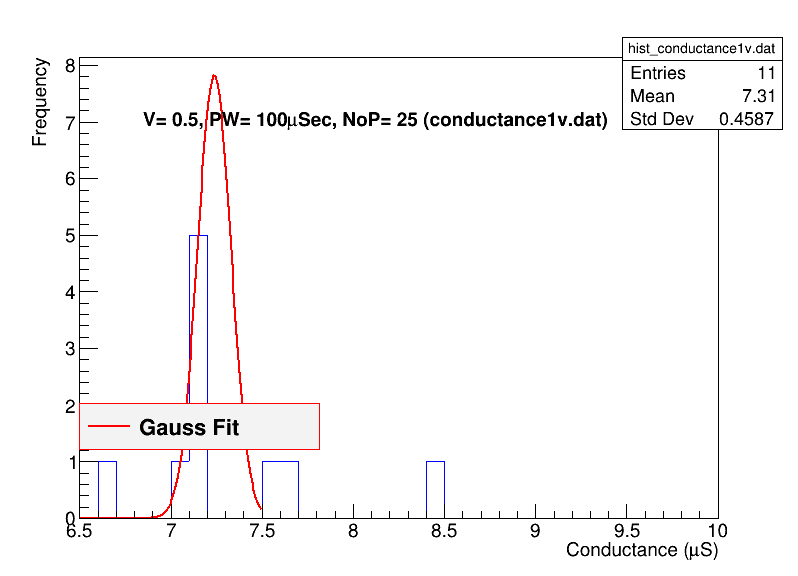 hist_conductance1v.dat
Entries 11
Mean 7.31
Std Dev 0.4587
V= 0.5, PW= 100μSec, NoP= 25 (conductance1v.dat)
Frequency
8
7
6
5
4
3
2
1
0
Gauss Fit
6.5 7 7.5 8 8.5 9 9.5 10
Conductance (μS)